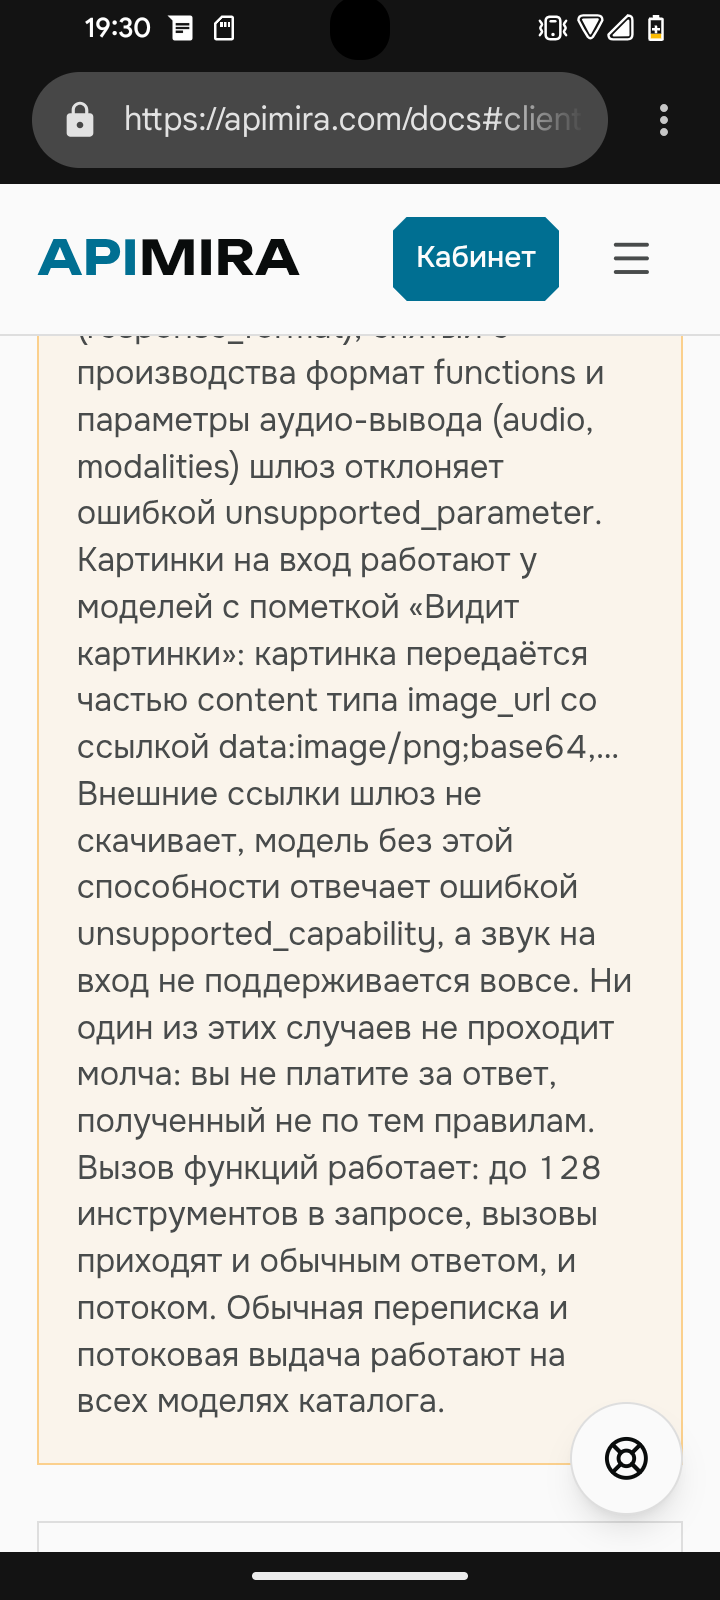 19:30
https://apimira.com/docs#client
APIMIRA
Кабинет
(response_format), снятый с
производства формат functions и
параметры аудио-вывода (audio,
modalities) шлюз отклоняет
ошибкой unsupported_parameter.
Картинки на вход работают у
моделей с пометкой «Видит
картинки»: картинка передаётся
частью content типа image_url со
ссылкой data:image/png;base64,...
Внешние ссылки шлюз не
скачивает, модель без этой
способности отвечает ошибкой
unsupported_capability, а звук на
вход не поддерживается вовсе. Ни
один из этих случаев не проходит
молча: вы не платите за ответ,
полученный не по тем правилам.
Вызов функций работает: до 128
инструментов в запросе, вызовы
приходят и обычным ответом, и
потоком. Обычная переписка и
потоковая выдача работают на
всех моделях каталога.